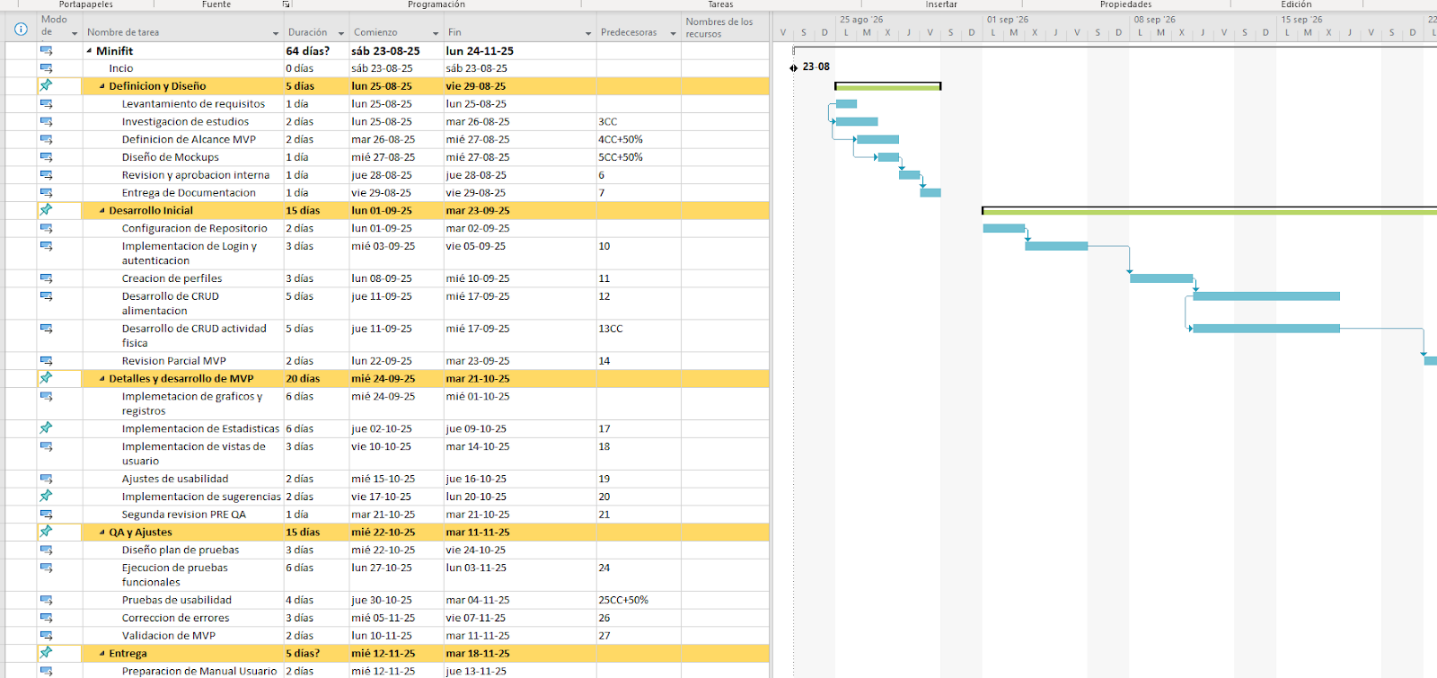 Portapapeles Fuente Programación Tareas Insertar Propiedades Edición
Modo de Nombre de tarea Duración Comienzo Fin Predecesoras Nombres de los recursos
25 ago '26 01 sep '26 08 sep '26 15 sep '26 22
V S D L M X J V S D L M X J V S D L M X J V S D L M X J V S D L
Minifit 64 días? sáb 23-08-25 lun 24-11-25
Incio 0 días sáb 23-08-25 sáb 23-08-25
23-08
Definicion y Diseño 5 días lun 25-08-25 vie 29-08-25
Levantamiento de requisitos 1 día lun 25-08-25 lun 25-08-25
Investigacion de estudios 2 días lun 25-08-25 mar 26-08-25 3CC
Definicion de Alcance MVP 2 días mar 26-08-25 mié 27-08-25 4CC+50%
Diseño de Mockups 1 día mié 27-08-25 mié 27-08-25 5CC+50%
Revision y aprobacion interna 1 día jue 28-08-25 jue 28-08-25 6
Entrega de Documentacion 1 día vie 29-08-25 vie 29-08-25 7
Desarrollo Inicial 15 días lun 01-09-25 mar 23-09-25
Configuracion de Repositorio 2 días lun 01-09-25 mar 02-09-25
Implementacion de Login y autenticacion 3 días mié 03-09-25 vie 05-09-25 10
Creacion de perfiles 3 días lun 08-09-25 mié 10-09-25 11
Desarrollo de CRUD alimentacion 5 días jue 11-09-25 mié 17-09-25 12
Desarrollo de CRUD actividad fisica 5 días jue 11-09-25 mié 17-09-25 13CC
Revision Parcial MVP 2 días lun 22-09-25 mar 23-09-25 14
Detalles y desarrollo de MVP 20 días mié 24-09-25 mar 21-10-25
Implemetacion de graficos y registros 6 días mié 24-09-25 mié 01-10-25
Implementacion de Estadisticas 6 días jue 02-10-25 jue 09-10-25 17
Implementacion de vistas de usuario 3 días vie 10-10-25 mar 14-10-25 18
Ajustes de usabilidad 2 días mié 15-10-25 jue 16-10-25 19
Implementacion de sugerencias 2 días vie 17-10-25 lun 20-10-25 20
Segunda revision PRE QA 1 día mar 21-10-25 mar 21-10-25 21
QA y Ajustes 15 días mié 22-10-25 mar 11-11-25
Diseño plan de pruebas 3 días mié 22-10-25 vie 24-10-25
Ejecucion de pruebas funcionales 6 días lun 27-10-25 lun 03-11-25 24
Pruebas de usabilidad 4 días jue 30-10-25 mar 04-11-25 25CC+50%
Correccion de errores 3 días mié 05-11-25 vie 07-11-25 26
Validacion de MVP 2 días lun 10-11-25 mar 11-11-25 27
Entrega 5 días? mié 12-11-25 mar 18-11-25
Preparacion de Manual Usuario 2 días mié 12-11-25 jue 13-11-25